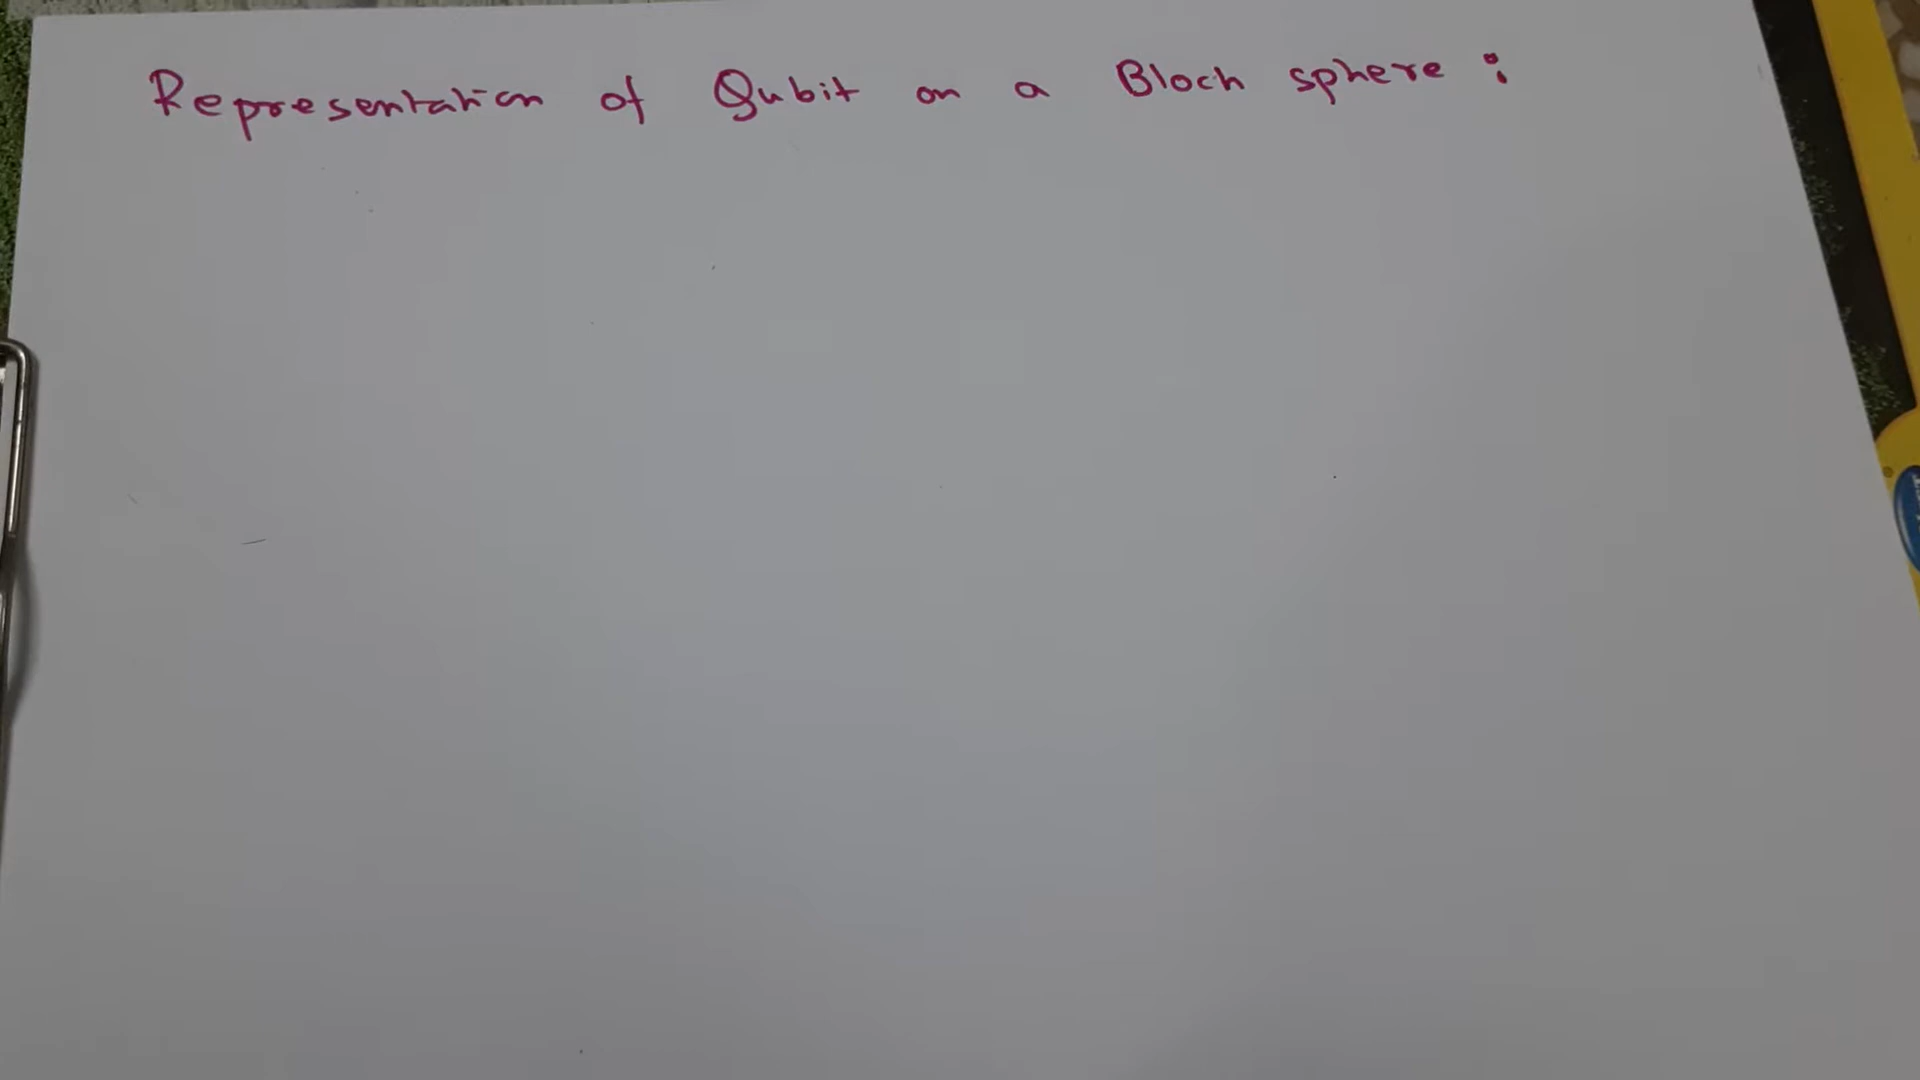 Representation of Qubit on a Bloch sphere :